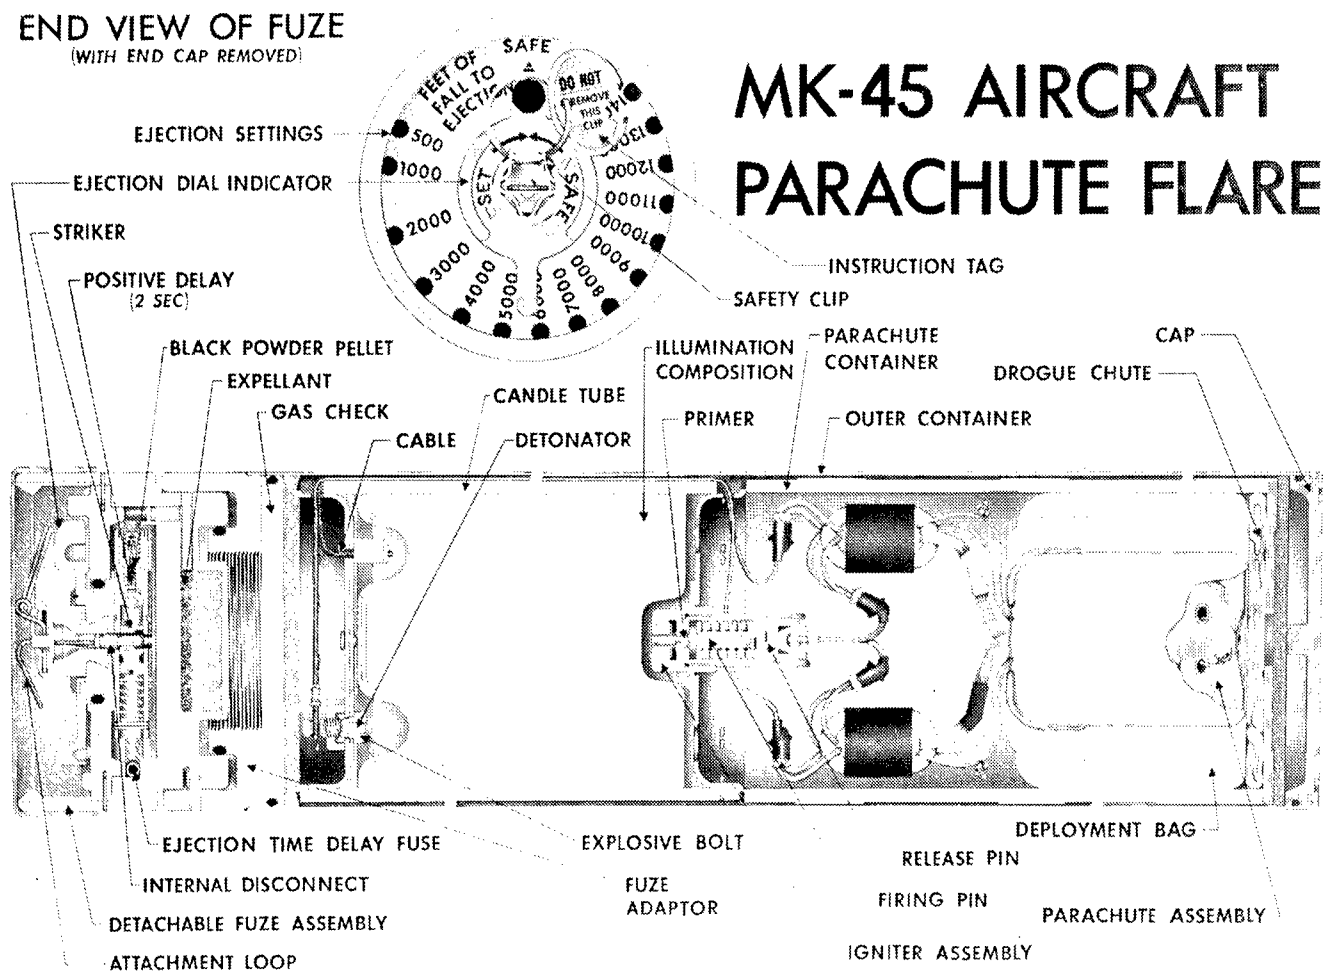 END VIEW OF FUZE
(WITH END CAP REMOVED)
MK-45 AIRCRAFT
PARACHUTE FLARE
SAFE
FEET OF
FALL TO
DO NOT
REMOVE
THIS
CLIP
500
1000
2000
3000
4000
5000
7000
8000
9000
10000
11000
12000
SET
SAFE
EJECTION SETTINGS
EJECTION DIAL INDICATOR
STRIKER
POSITIVE DELAY
(2 SEC)
BLACK POWDER PELLET
EXPELLANT
GAS CHECK
CABLE
CANDLE TUBE
DETONATOR
INSTRUCTION TAG
SAFETY CLIP
ILLUMINATION
COMPOSITION
PARACHUTE
CONTAINER
PRIMER
OUTER CONTAINER
CAP
DROGUE CHUTE
EJECTION TIME DELAY FUSE
INTERNAL DISCONNECT
DETACHABLE FUZE ASSEMBLY
ATTACHMENT LOOP
EXPLOSIVE BOLT
FUZE
ADAPTOR
DEPLOYMENT BAG
RELEASE PIN
FIRING PIN
PARACHUTE ASSEMBLY
IGNITER ASSEMBLY